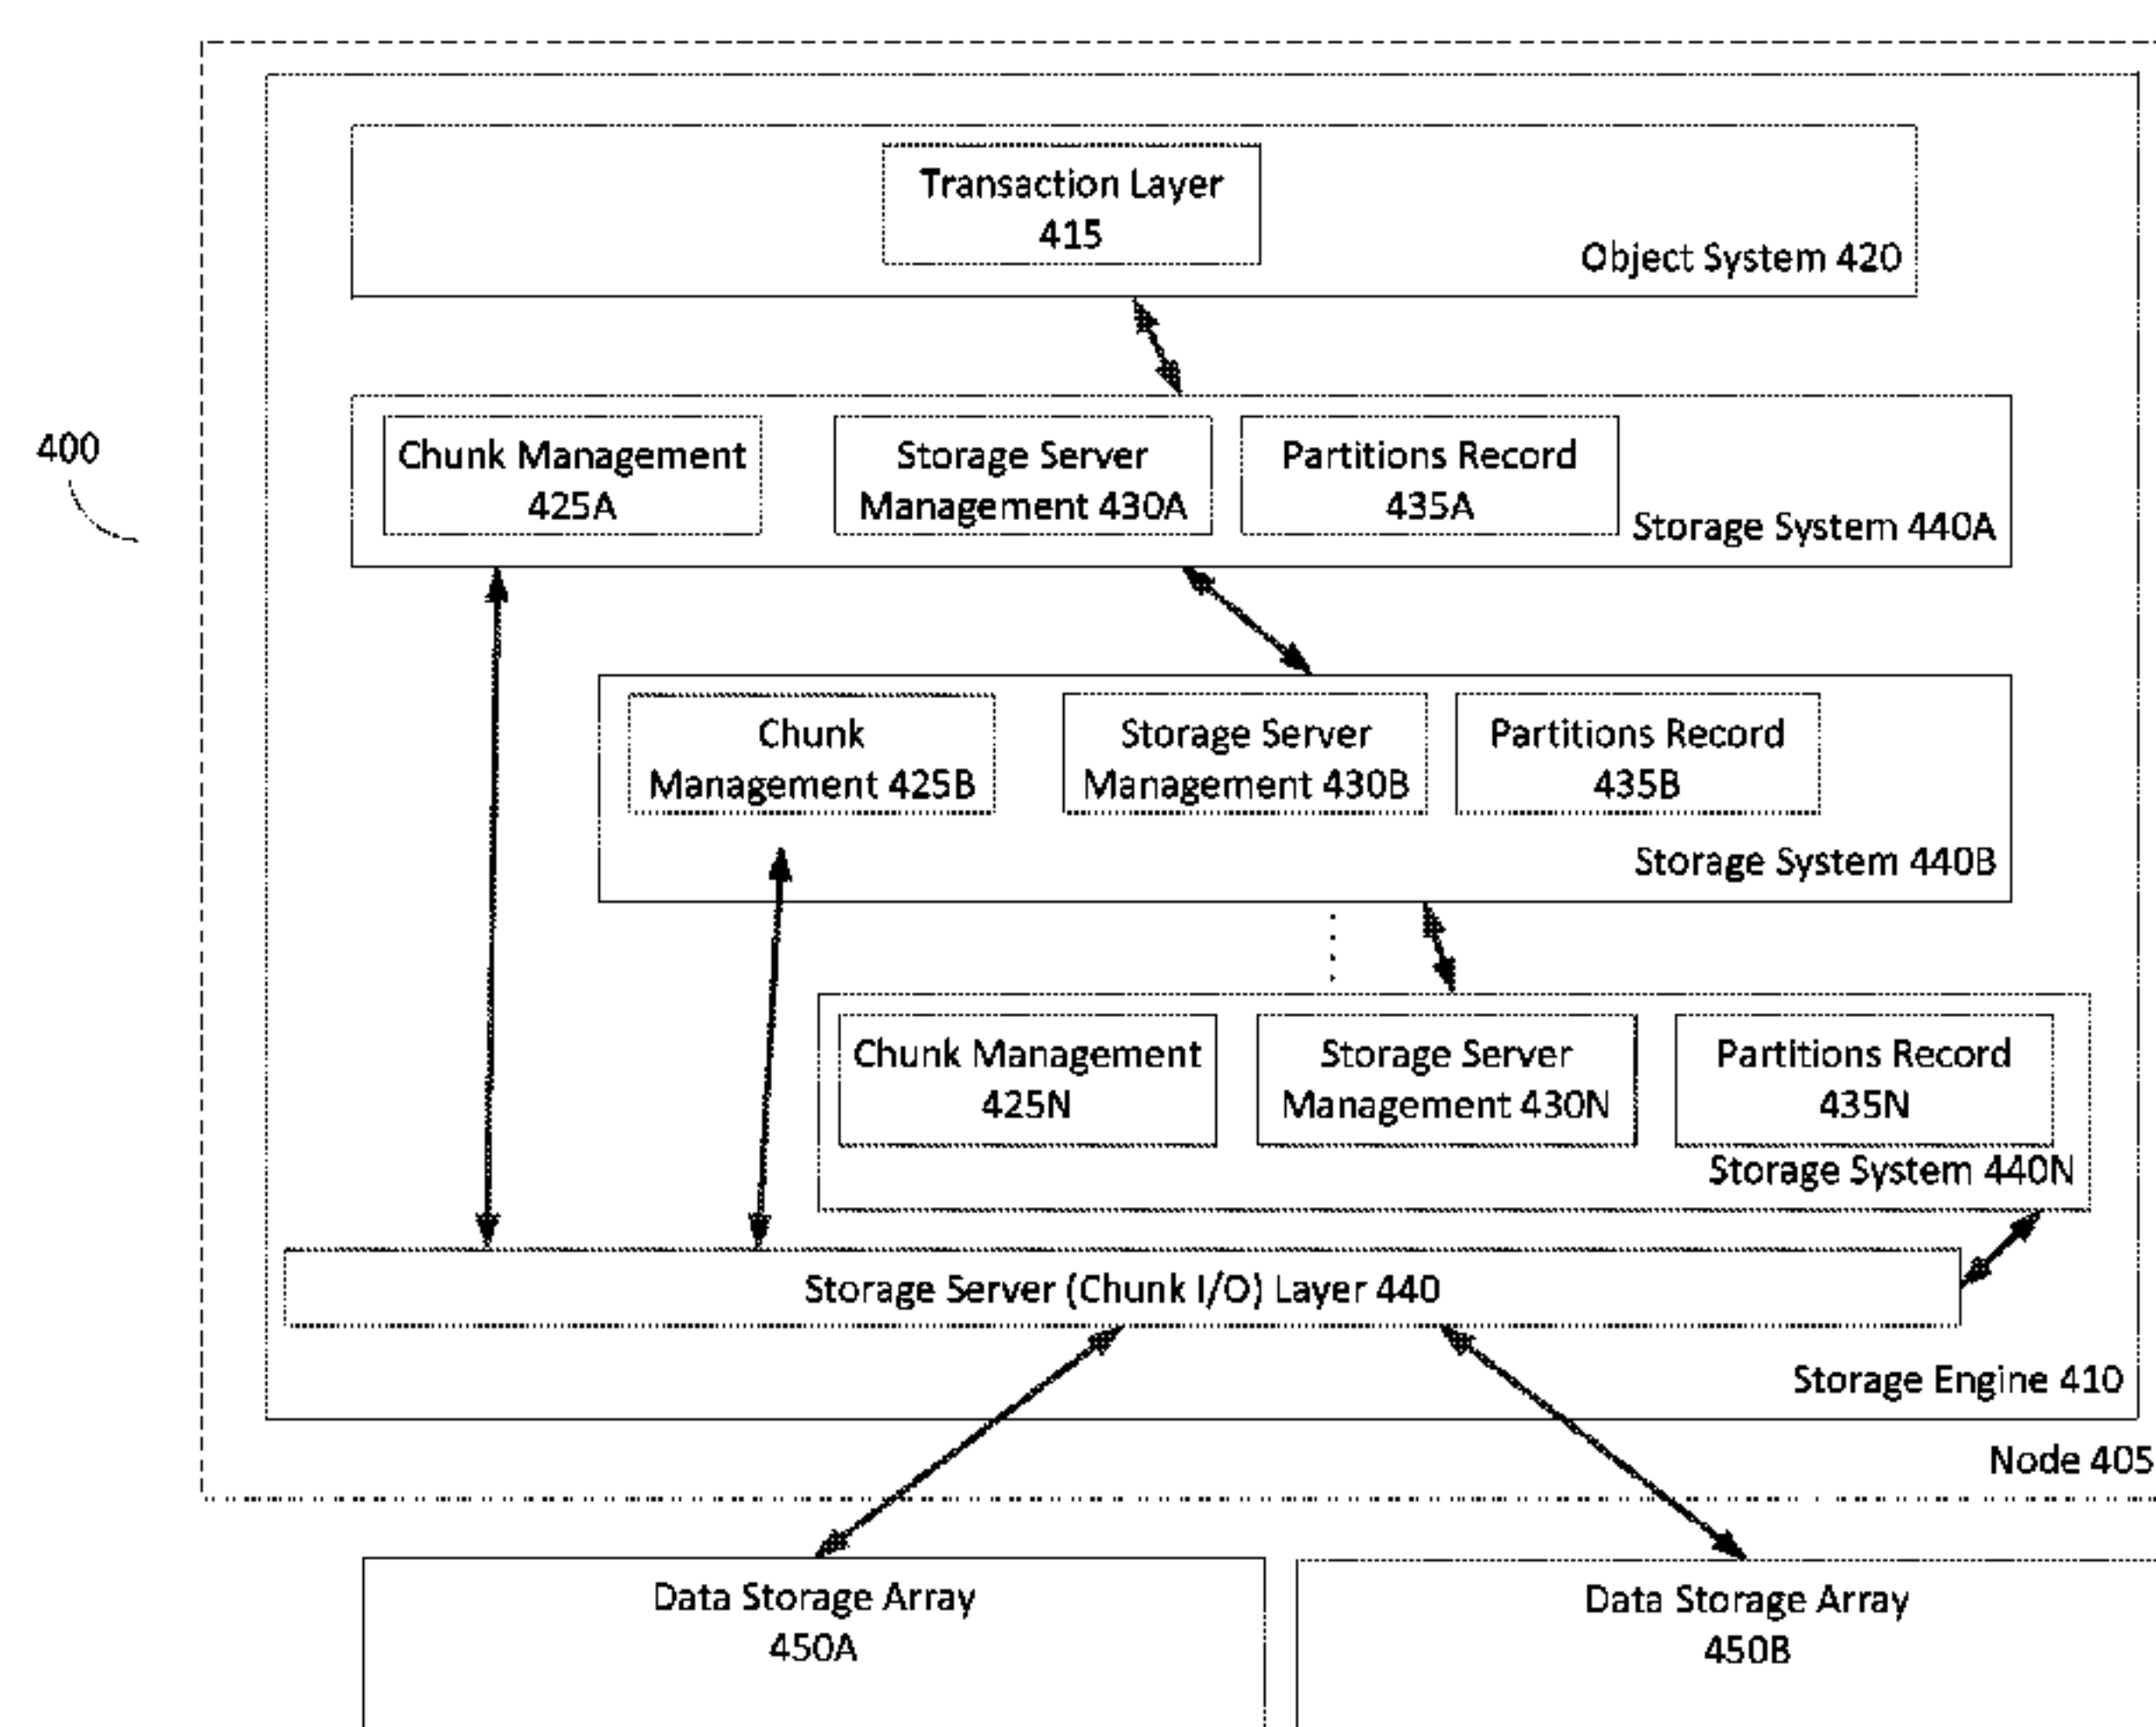 Transaction Layer
415
Object System 420
400
Chunk Management
425A
Storage Server
Management 430A
Partitions Record
435A
Storage System 440A
Chunk
Management 425B
Storage Server
Management 430B
Partitions Record
435B
Storage System 440B
Chunk Management
425N
Storage Server
Management 430N
Partitions Record
435N
Storage System 440N
Storage Server (Chunk I/O) Layer 440
Storage Engine 410
Node 405
Data Storage Array
450A
Data Storage Array
450B